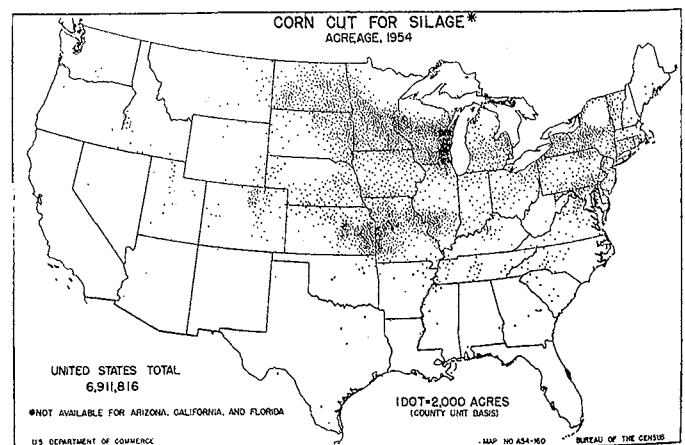 CORN CUT FOR SILAGE*
ACREAGE, 1954
UNITED STATES TOTAL
6,911,816
*NOT AVAILABLE FOR ARIZONA, CALIFORNIA, AND FLORIDA
1 DOT=2,000 ACRES
(COUNTY UNIT BASIS)
US DEPARTMENT OF COMMERCE
MAP NO A54-160
BUREAU OF THE CENSUS